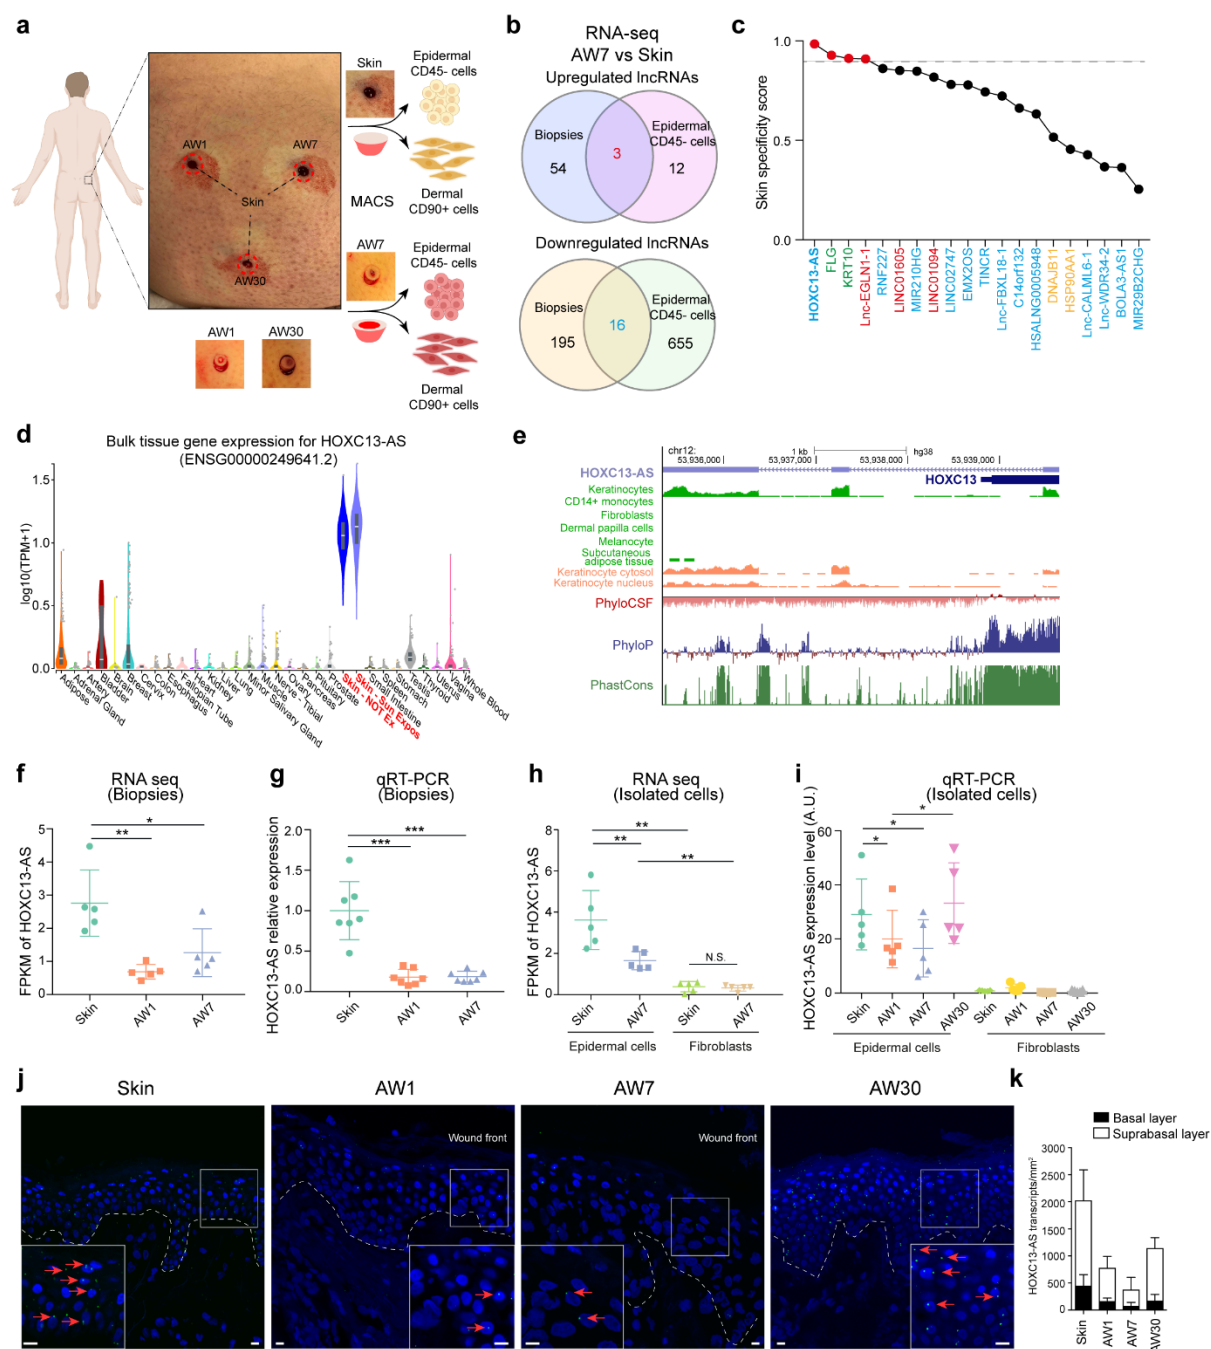 a
AW1
AW7
Skin
AW30
AW1
AW30
Skin
Epidermal
CD45- cells
MACS
Dermal
CD90+ cells
AW7
Epidermal
CD45- cells
Dermal
CD90+ cells
b
RNA-seq
AW7 vs Skin
Upregulated lncRNAs
Biopsies
Epidermal
CD45- cells
54
3
12
Downregulated lncRNAs
Biopsies
Epidermal
CD45- cells
195
16
655
c
Skin specificity score
1.0
0.5
0.0
HOXC13-AS
FLG
KRT10
Lnc-EGLN1-1
RNF227
LINC01605
MIR210HG
LINC01094
LINC02747
EMX2OS
TINCR
Lnc-FBXL18-1
C14orf132
HSALNG0005948
DNAJB11
HSP90AA1
Lnc-CALML6-1
Lnc-WDR34-2
BOLA3-AS1
MIR29B2CHG
d
Bulk tissue gene expression for HOXC13-AS
(ENSG00000249641.2)
log10(TPM+1)
1.5
1.0
0.5
0.0
Adipose
Adrenal Gland
Artery
Bladder
Brain
Breast
Cervix
Colon
Esophagus
Fallopian Tube
Heart
Kidney
Liver
Lung
Minor Salivary Gland
Muscle
Nerve - Tibial
Ovary
Pancreas
Pituitary
Prostate
Skin - NOT Ex
Skin - Sun Expos
Small Intestine
Spleen
Stomach
Testis
Thyroid
Uterus
Vagina
Whole Blood
e
chr12:
1 kb
hg38
53,936,000
53,937,000
53,938,000
53,939,000
HOXC13-AS
HOXC13
Keratinocytes
CD14+ monocytes
Fibroblasts
Dermal papilla cells
Melanocyte
Subcutaneous
adipose tissue
Keratinocyte cytosol
Keratinocyte nucleus
PhyloCSF
PhyloP
PhastCons
f
RNA seq
(Biopsies)
FPKM of HOXC13-AS
5
4
3
2
1
0
*
**
Skin
AW1
AW7
g
qRT-PCR
(Biopsies)
HOXC13-AS relative expression
2.0
1.5
1.0
0.5
0.0
***
***
Skin
AW1
AW7
h
RNA seq
(Isolated cells)
FPKM of HOXC13-AS
8
6
4
2
0
**
**
**
N.S.
Skin
AW7
Skin
AW7
Epidermal cells
Fibroblasts
i
qRT-PCR
(Isolated cells)
HOXC13-AS expression level (A.U.)
60
40
20
0
*
*
*
Skin
AW1
AW7
AW30
Skin
AW1
AW7
AW30
Epidermal cells
Fibroblasts
j
Skin
AW1
AW7
AW30
Wound front
Wound front
k
Basal layer
Suprabasal layer
HOXC13-AS transcripts/mm²
3000
2500
2000
1500
1000
500
0
Skin
AW1
AW7
AW30